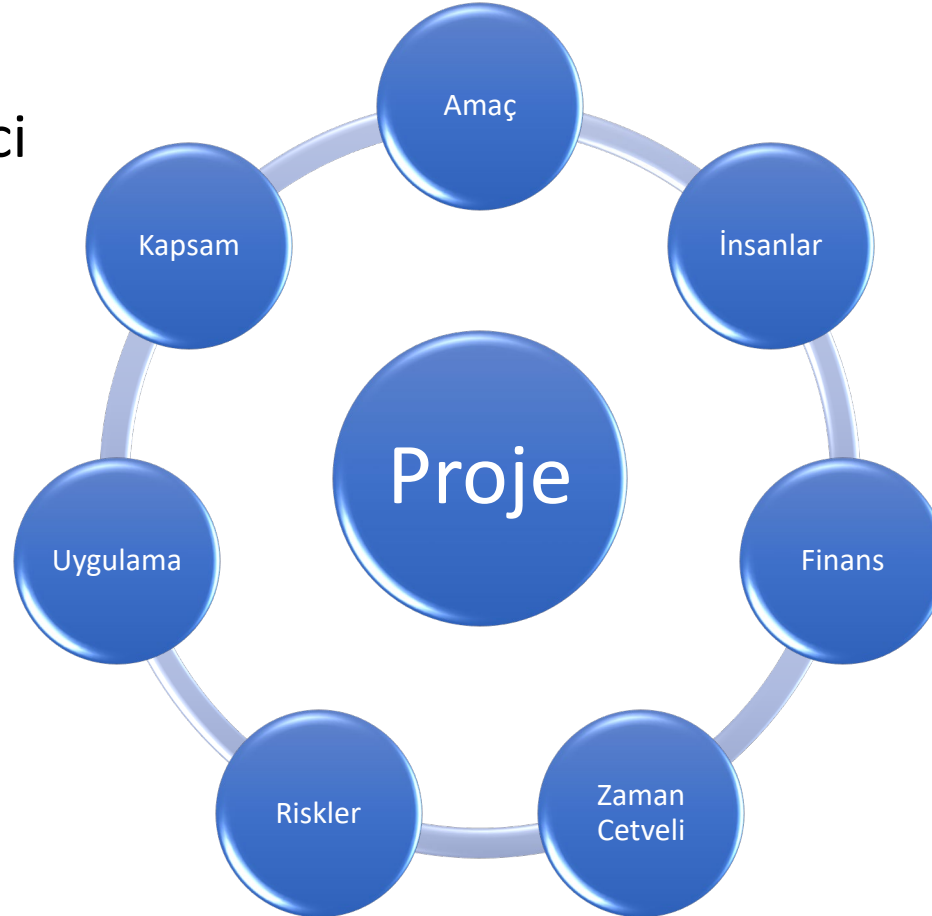 ci
Amaç
Kapsam
İnsanlar
Proje
Uygulama
Finans
Riskler
Zaman
Cetveli